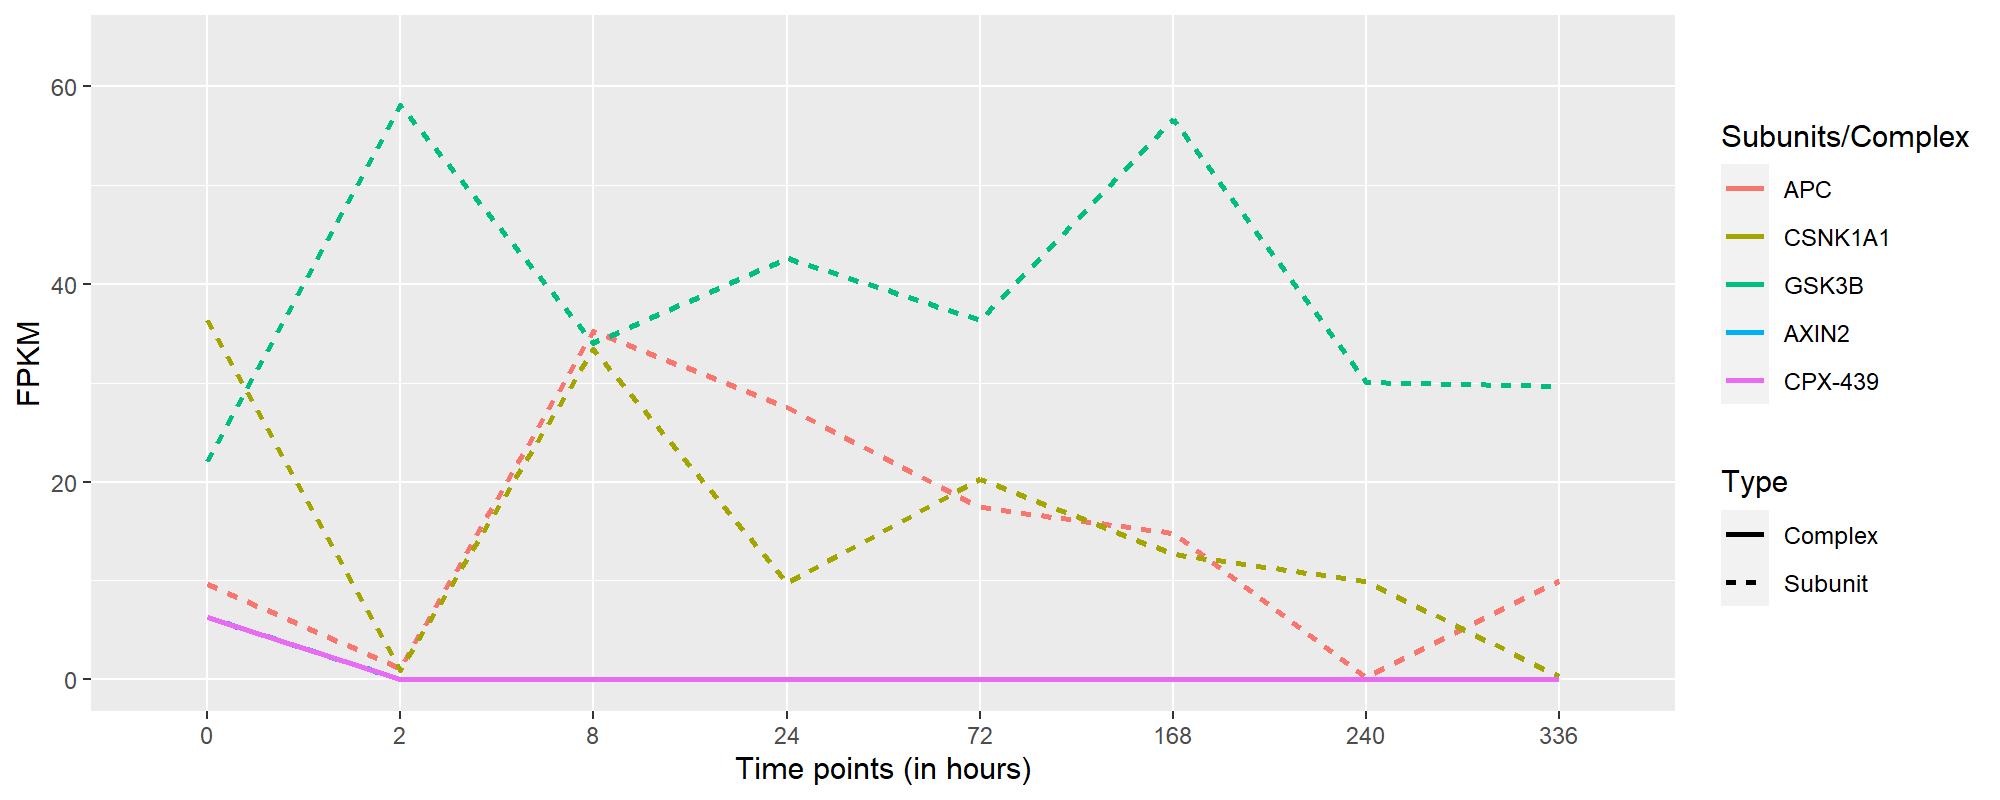 FPKM
60
40
20
0
0 2 8 24 72 168 240 336
Time points (in hours)
Subunits/Complex
APC
CSNK1A1
GSK3B
AXIN2
CPX-439
Type
Complex
Subunit